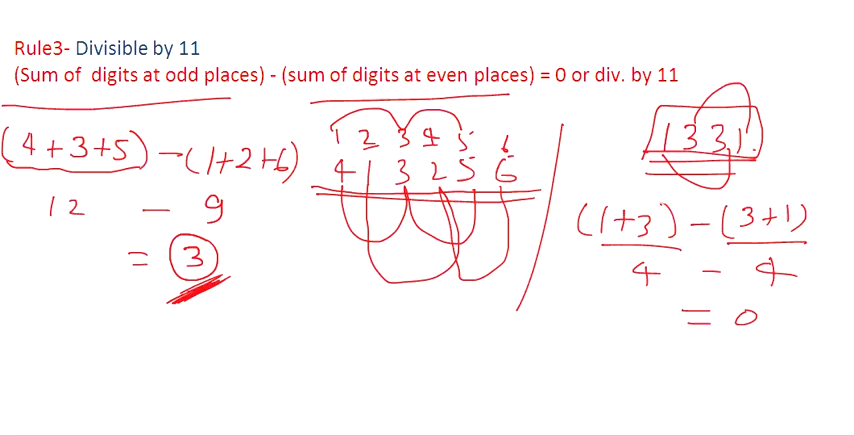 Rule3- Divisible by 11
(Sum of digits at odd places) - (sum of digits at even places) = 0 or div. by 11
(4+3+5) - (1+2+6)
12 - 9
= 3
1 2 3 4 5 6
4 1 3 2 5 6
1331
(1+3) - (3+1)
4 - 4
= 0